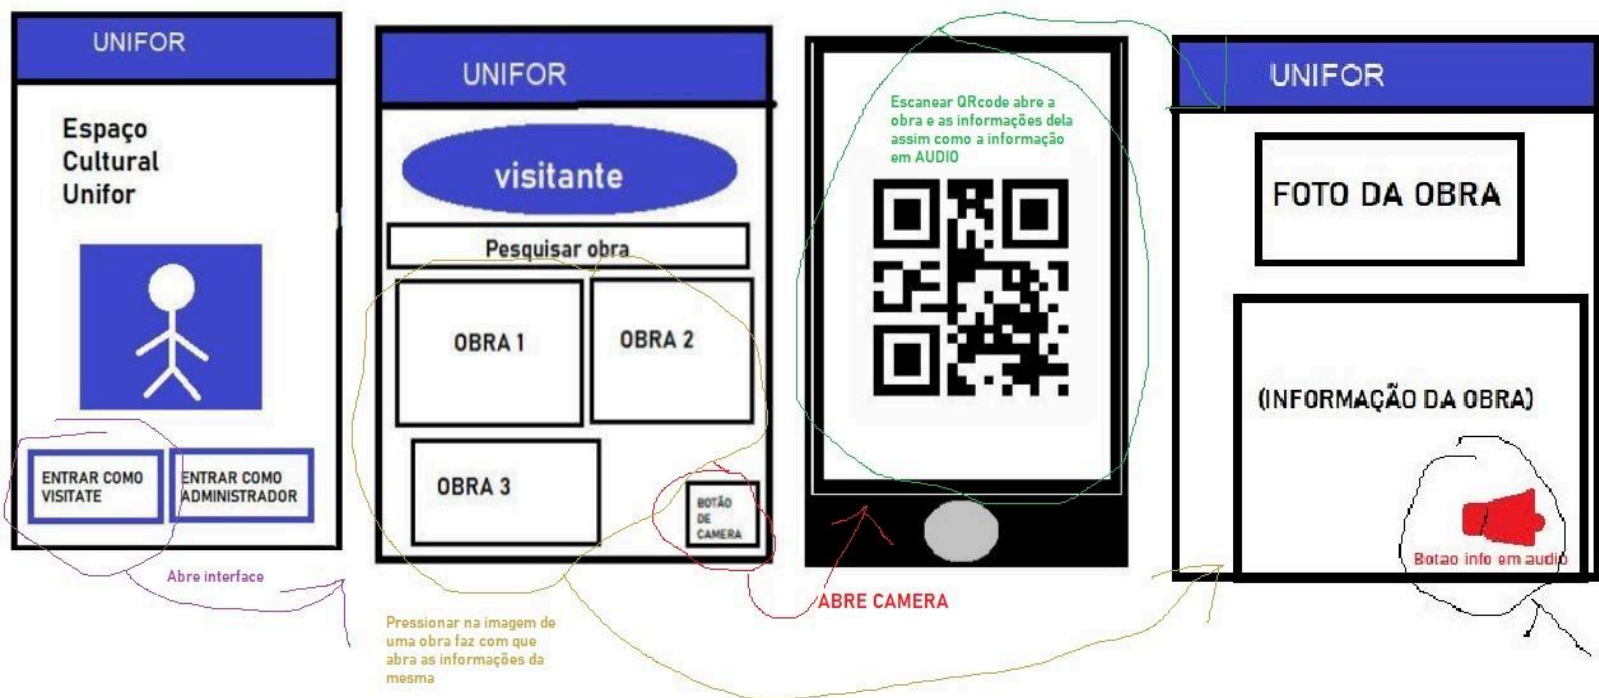 UNIFOR
Espaço
Cultural
Unifor
ENTRAR COMO
VISITATE
ENTRAR COMO
ADMINISTRADOR
Abre interface
UNIFOR
visitante
Pesquisar obra
OBRA 1
OBRA 2
OBRA 3
BOTÃO
DE
CAMERA
Pressionar na imagem de
uma obra faz com que
abra as informações da
mesma
ABRE CAMERA
Escanear QRcode abre a
obra e as informações dela
assim como a informação
em AUDIO
UNIFOR
FOTO DA OBRA
(INFORMAÇÃO DA OBRA)
Botao info em audio